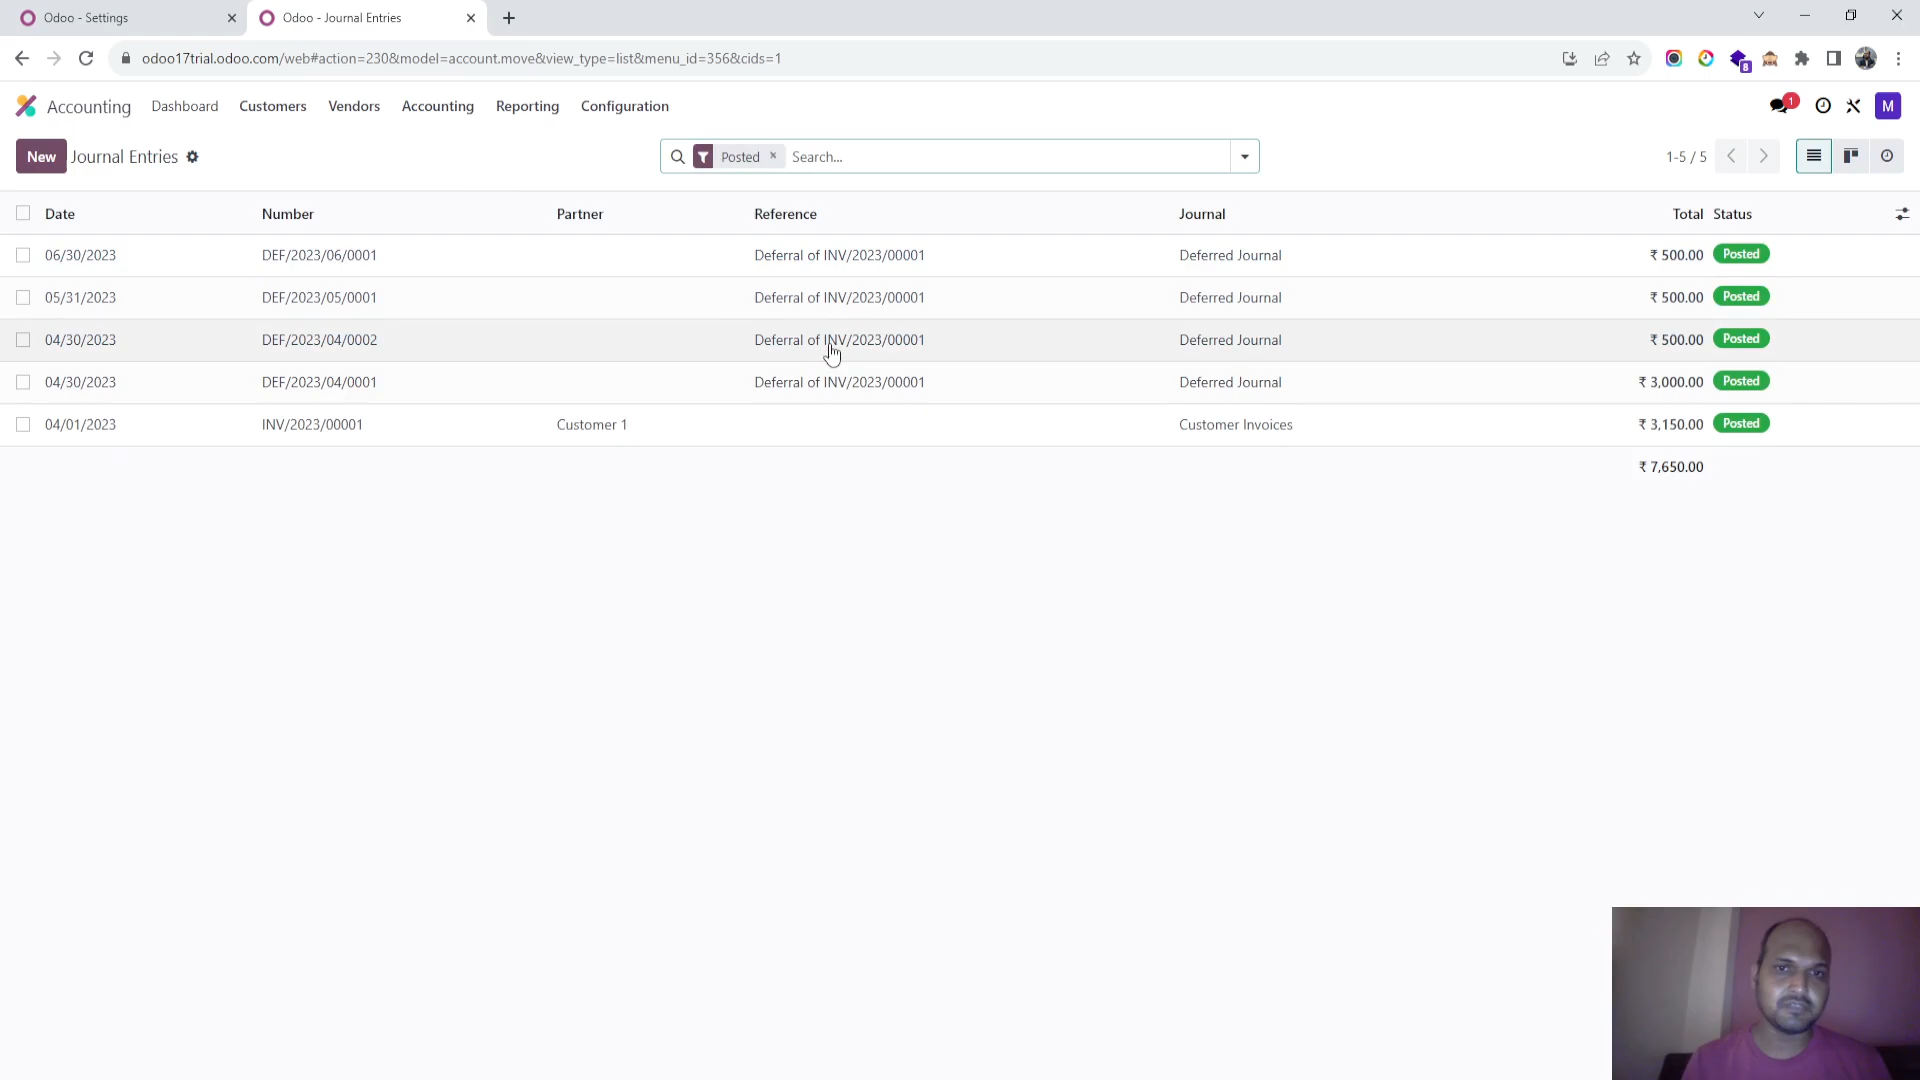 Odoo - Settings
Odoo - Journal Entries
odoo17trial.odoo.com/web#action=230&model=account.move&view_type=list&menu_id=356&cids=1
8
Accounting Dashboard Customers Vendors Accounting Reporting Configuration
1
M
New Journal Entries
Posted × Search...
1-5 / 5
Date Number Partner Reference Journal Total Status
06/30/2023 DEF/2023/06/0001 Deferral of INV/2023/00001 Deferred Journal ₹ 500.00 Posted
05/31/2023 DEF/2023/05/0001 Deferral of INV/2023/00001 Deferred Journal ₹ 500.00 Posted
04/30/2023 DEF/2023/04/0002 Deferral of INV/2023/00001 Deferred Journal ₹ 500.00 Posted
04/30/2023 DEF/2023/04/0001 Deferral of INV/2023/00001 Deferred Journal ₹ 3,000.00 Posted
04/01/2023 INV/2023/00001 Customer 1 Customer Invoices ₹ 3,150.00 Posted
₹ 7,650.00